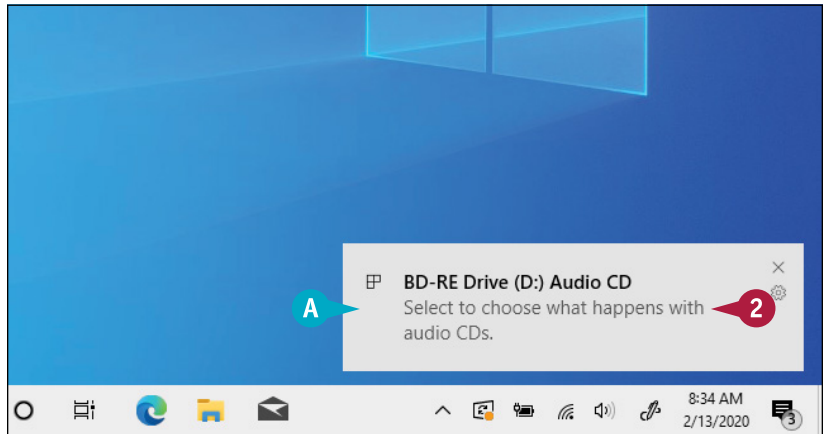 BD-RE Drive (D:) Audio CD
A
Select to choose what happens with
2
audio CDs.
8:34 AM
2/13/2020
3